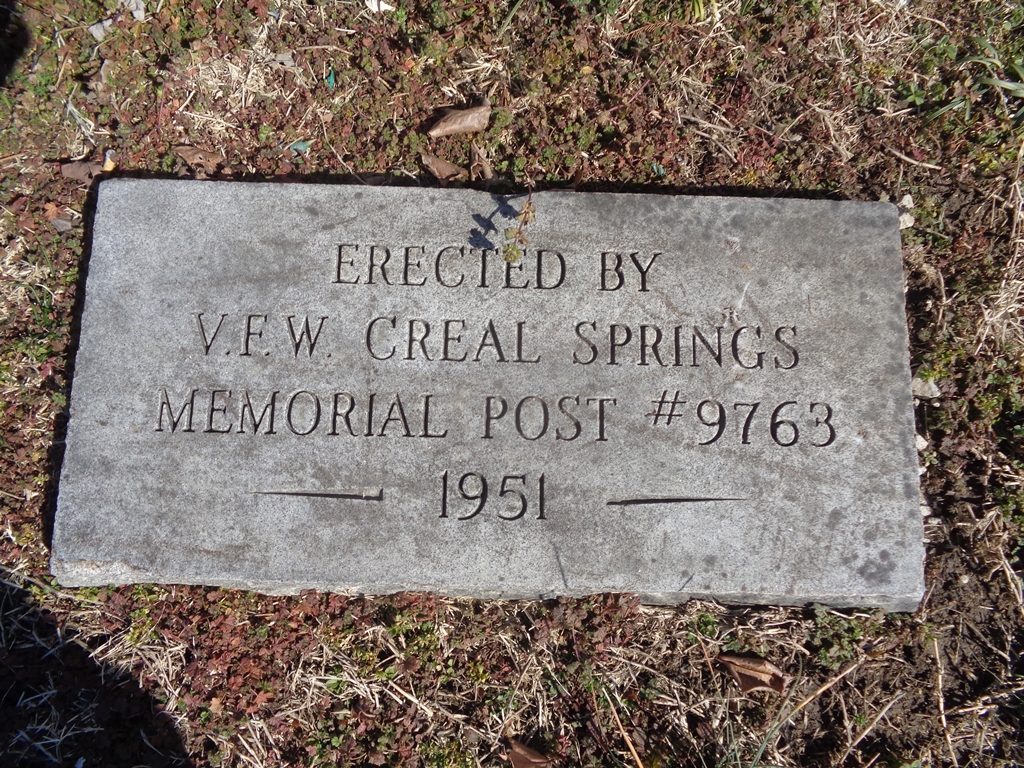 ERECTED BY
V.F.W. CREAL SPRINGS
MEMORIAL POST #9763
1951